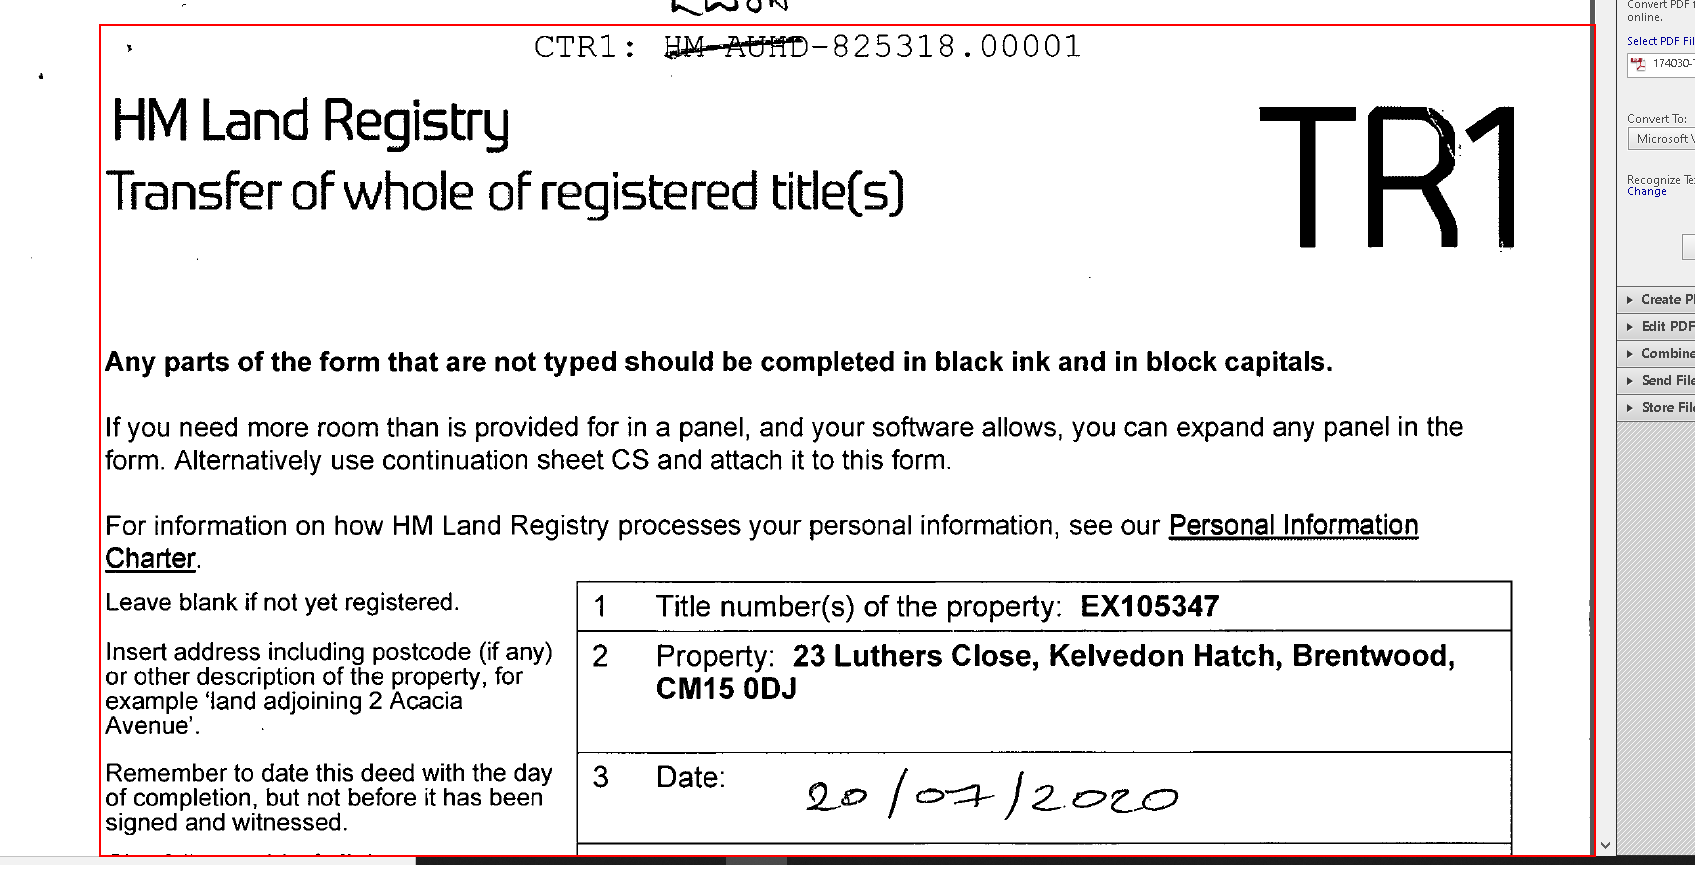 Convert PDF
online.
Select PDF Fil
174030-
Convert To:
Microsoft
Recognize Te
Change
Create P
Edit PDF
Combine
Send File
Store File
CTR1: HM-AUHD-825318.00001
HM Land Registry
Transfer of whole of registered title(s)
TR1
Any parts of the form that are not typed should be completed in black ink and in block capitals.
If you need more room than is provided for in a panel, and your software allows, you can expand any panel in the
form. Alternatively use continuation sheet CS and attach it to this form.
For information on how HM Land Registry processes your personal information, see our Personal Information
Charter.
Leave blank if not yet registered.
1 Title number(s) of the property: EX105347
Insert address including postcode (if any)
or other description of the property, for
example ‘land adjoining 2 Acacia
Avenue’.
2 Property: 23 Luthers Close, Kelvedon Hatch, Brentwood,
CM15 0DJ
Remember to date this deed with the day
of completion, but not before it has been
signed and witnessed.
3 Date: 20/07/2020